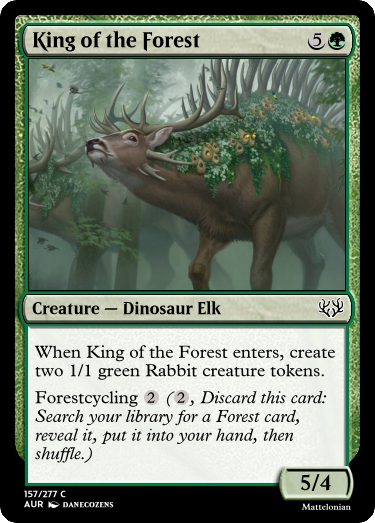 King of the Forest 5
Creature — Dinosaur Elk
When King of the Forest enters, create
two 1/1 green Rabbit creature tokens.
Forestcycling 2 (2, Discard this card:
Search your library for a Forest card,
reveal it, put it into your hand, then
shuffle.)
5/4
157/277 C
AUR DANECOZENS
Mattelonian